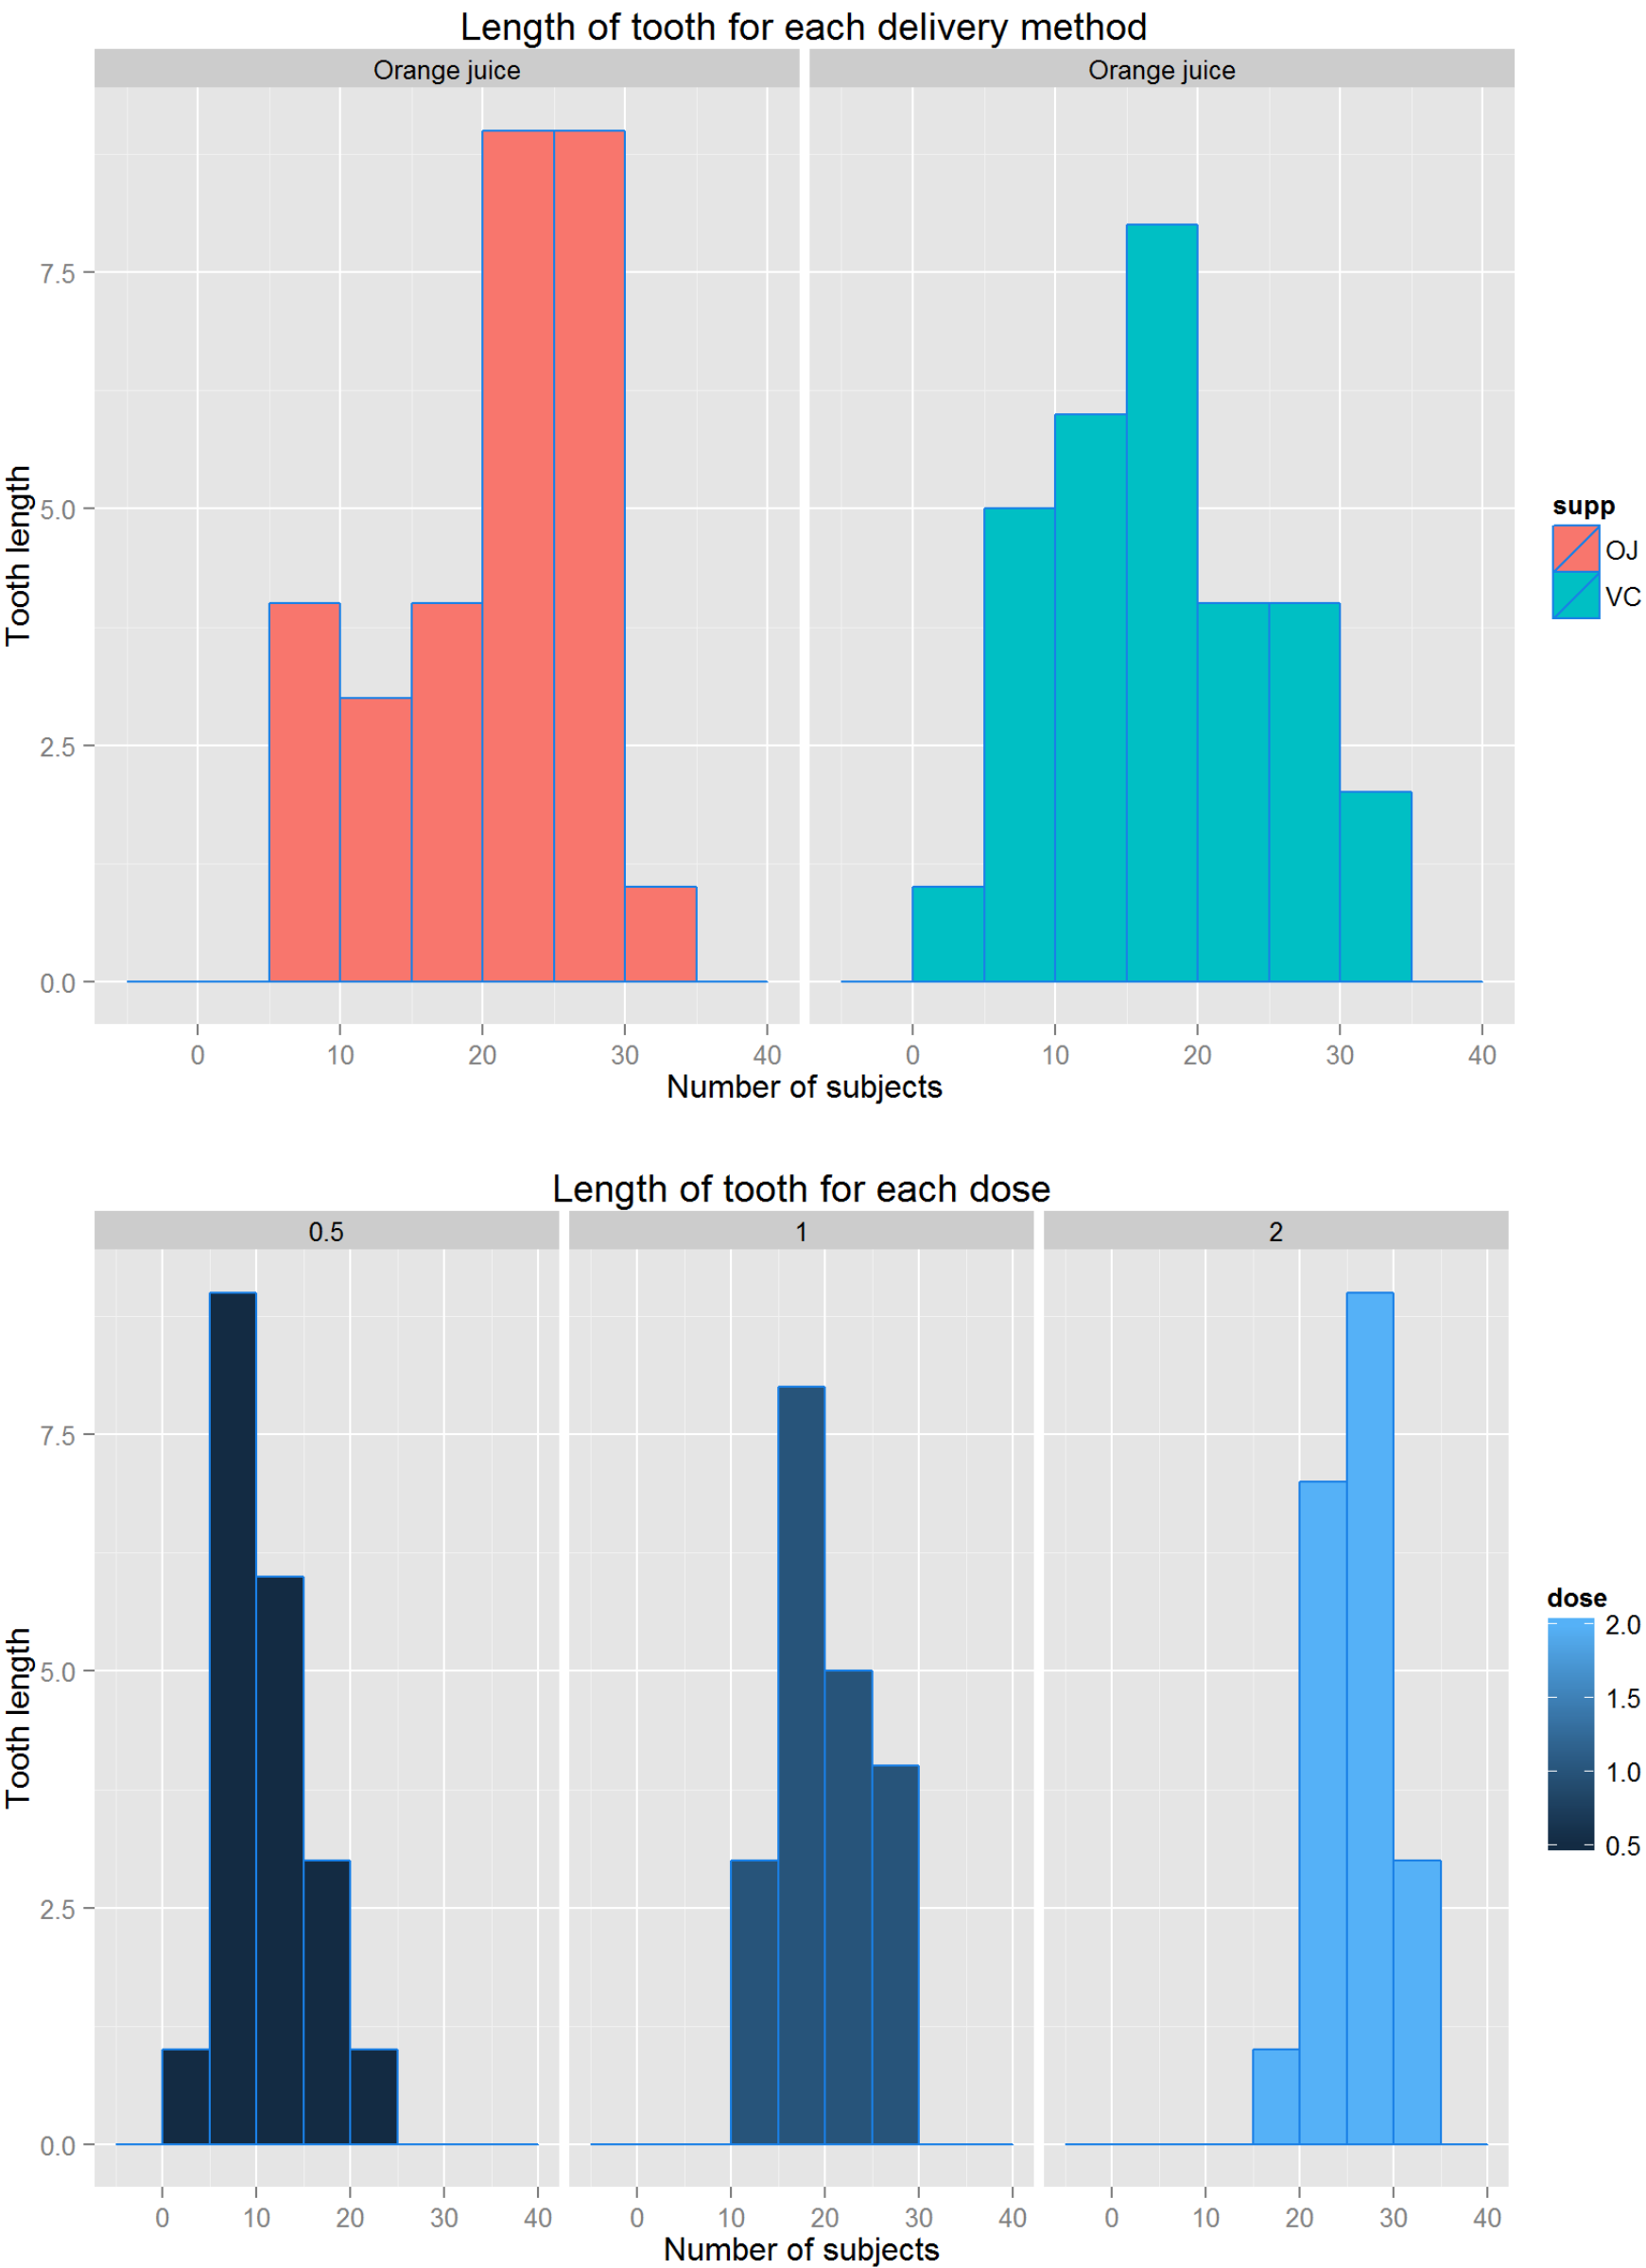 Length of tooth for each delivery method
Orange juice
Orange juice
Tooth length
7.5
5.0
2.5
0.0
0 10 20 30 40
0 10 20 30 40
Number of subjects
supp
OJ
VC
Length of tooth for each dose
0.5
1
2
Tooth length
7.5
5.0
2.5
0.0
0 10 20 30 40
0 10 20 30 40
0 10 20 30 40
Number of subjects
dose
2.0
1.5
1.0
0.5